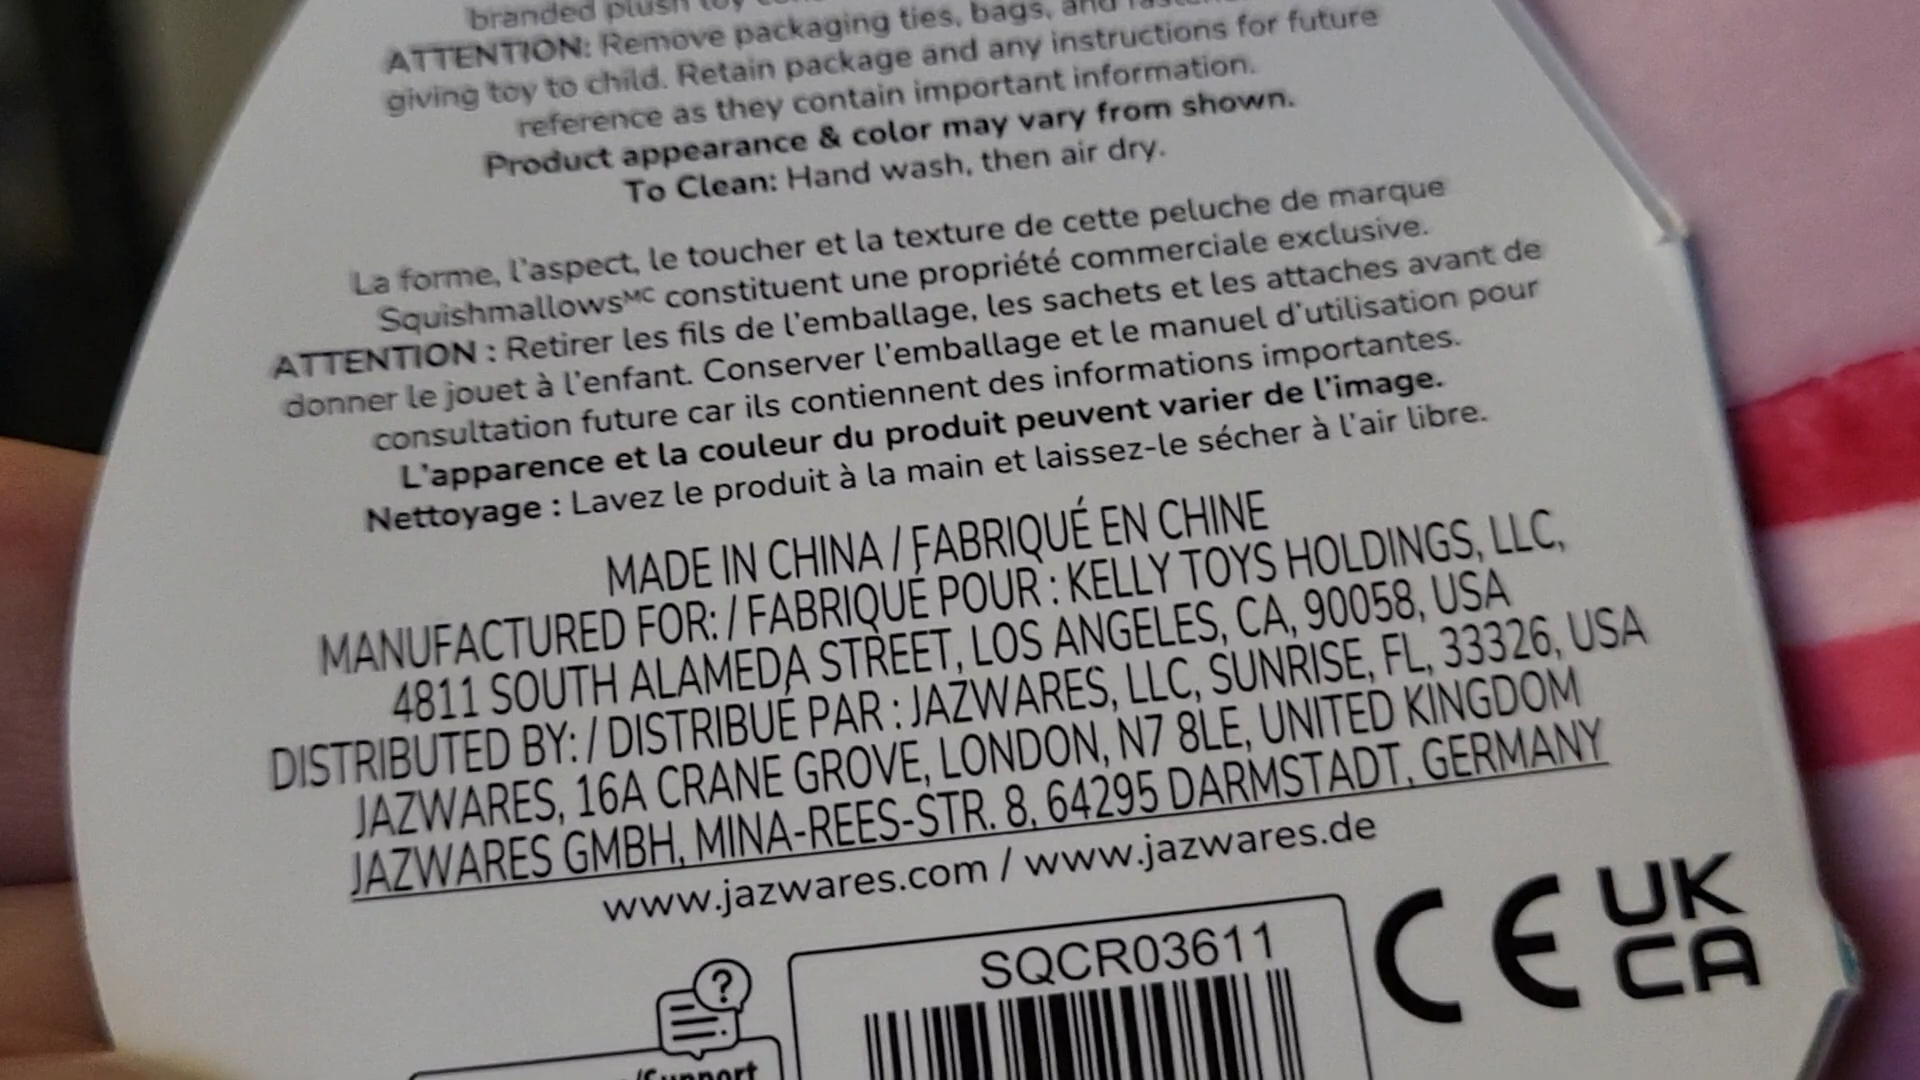 branded plush toy
ATTENTION: Remove packaging ties, bags, and
giving toy to child. Retain package and any instructions for future
reference as they contain important information.
Product appearance & color may vary from shown.
To Clean: Hand wash, then air dry.
La forme, l'aspect, le toucher et la texture de cette peluche de marque
Squishmallowsᴹᶜ constituent une propriété commerciale exclusive.
ATTENTION : Retirer les fils de l'emballage, les sachets et les attaches avant de
donner le jouet à l'enfant. Conserver l'emballage et le manuel d'utilisation pour
consultation future car ils contiennent des informations importantes.
L'apparence et la couleur du produit peuvent varier de l'image.
Nettoyage : Lavez le produit à la main et laissez-le sécher à l'air libre.
MADE IN CHINA / FABRIQUÉ EN CHINE
MANUFACTURED FOR: / FABRIQUÉ POUR : KELLY TOYS HOLDINGS, LLC,
4811 SOUTH ALAMEDA STREET, LOS ANGELES, CA, 90058, USA
DISTRIBUTED BY: / DISTRIBUÉ PAR : JAZWARES, LLC, SUNRISE, FL, 33326, USA
JAZWARES, 16A CRANE GROVE, LONDON, N7 8LE, UNITED KINGDOM
JAZWARES GMBH, MINA-REES-STR. 8, 64295 DARMSTADT, GERMANY
www.jazwares.com / www.jazwares.de
SQCR03611
CE
UK
CA
?
/Support